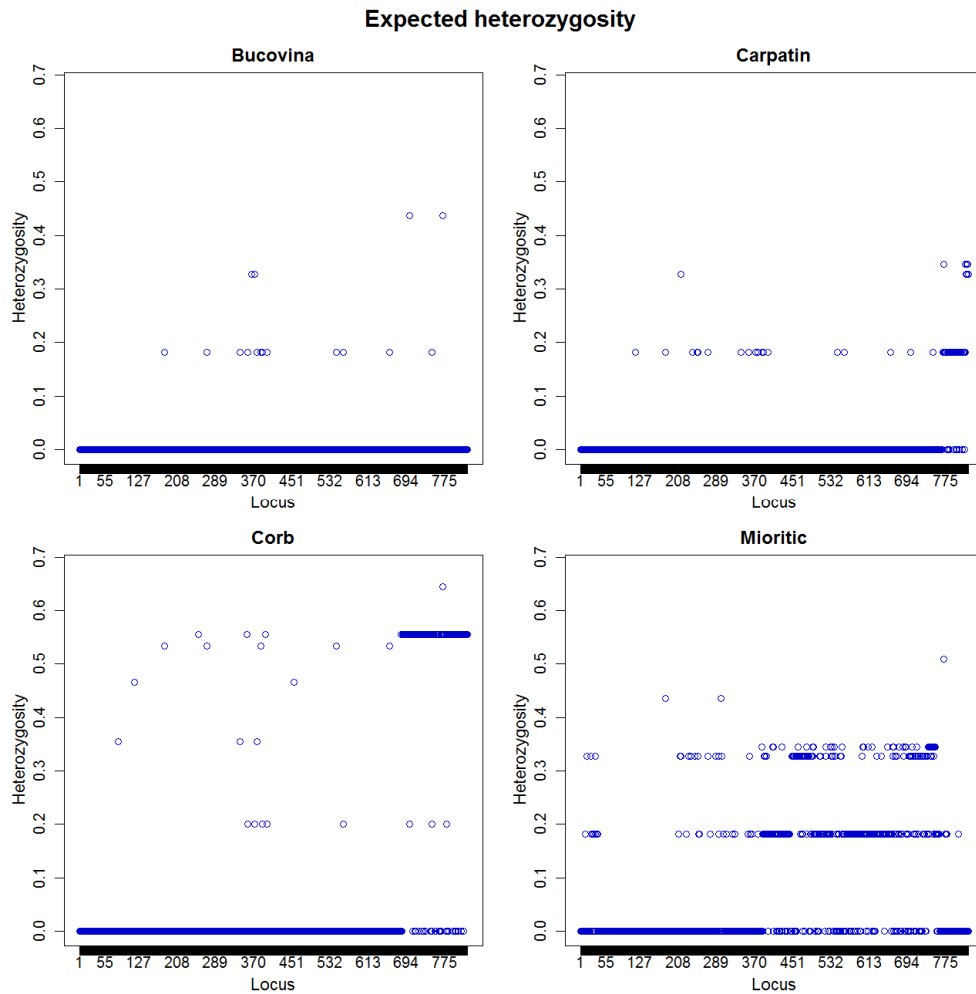 Expected heterozygosity
Bucovina
Carpatin
Heterozygosity
0.0 0.1 0.2 0.3 0.4 0.5 0.6 0.7
1 55 127 208 289 370 451 532 613 694 775
Locus
Heterozygosity
0.0 0.1 0.2 0.3 0.4 0.5 0.6 0.7
1 55 127 208 289 370 451 532 613 694 775
Locus
Corb
Mioritic
Heterozygosity
0.0 0.1 0.2 0.3 0.4 0.5 0.6 0.7
1 55 127 208 289 370 451 532 613 694 775
Locus
Heterozygosity
0.0 0.1 0.2 0.3 0.4 0.5 0.6 0.7
1 55 127 208 289 370 451 532 613 694 775
Locus